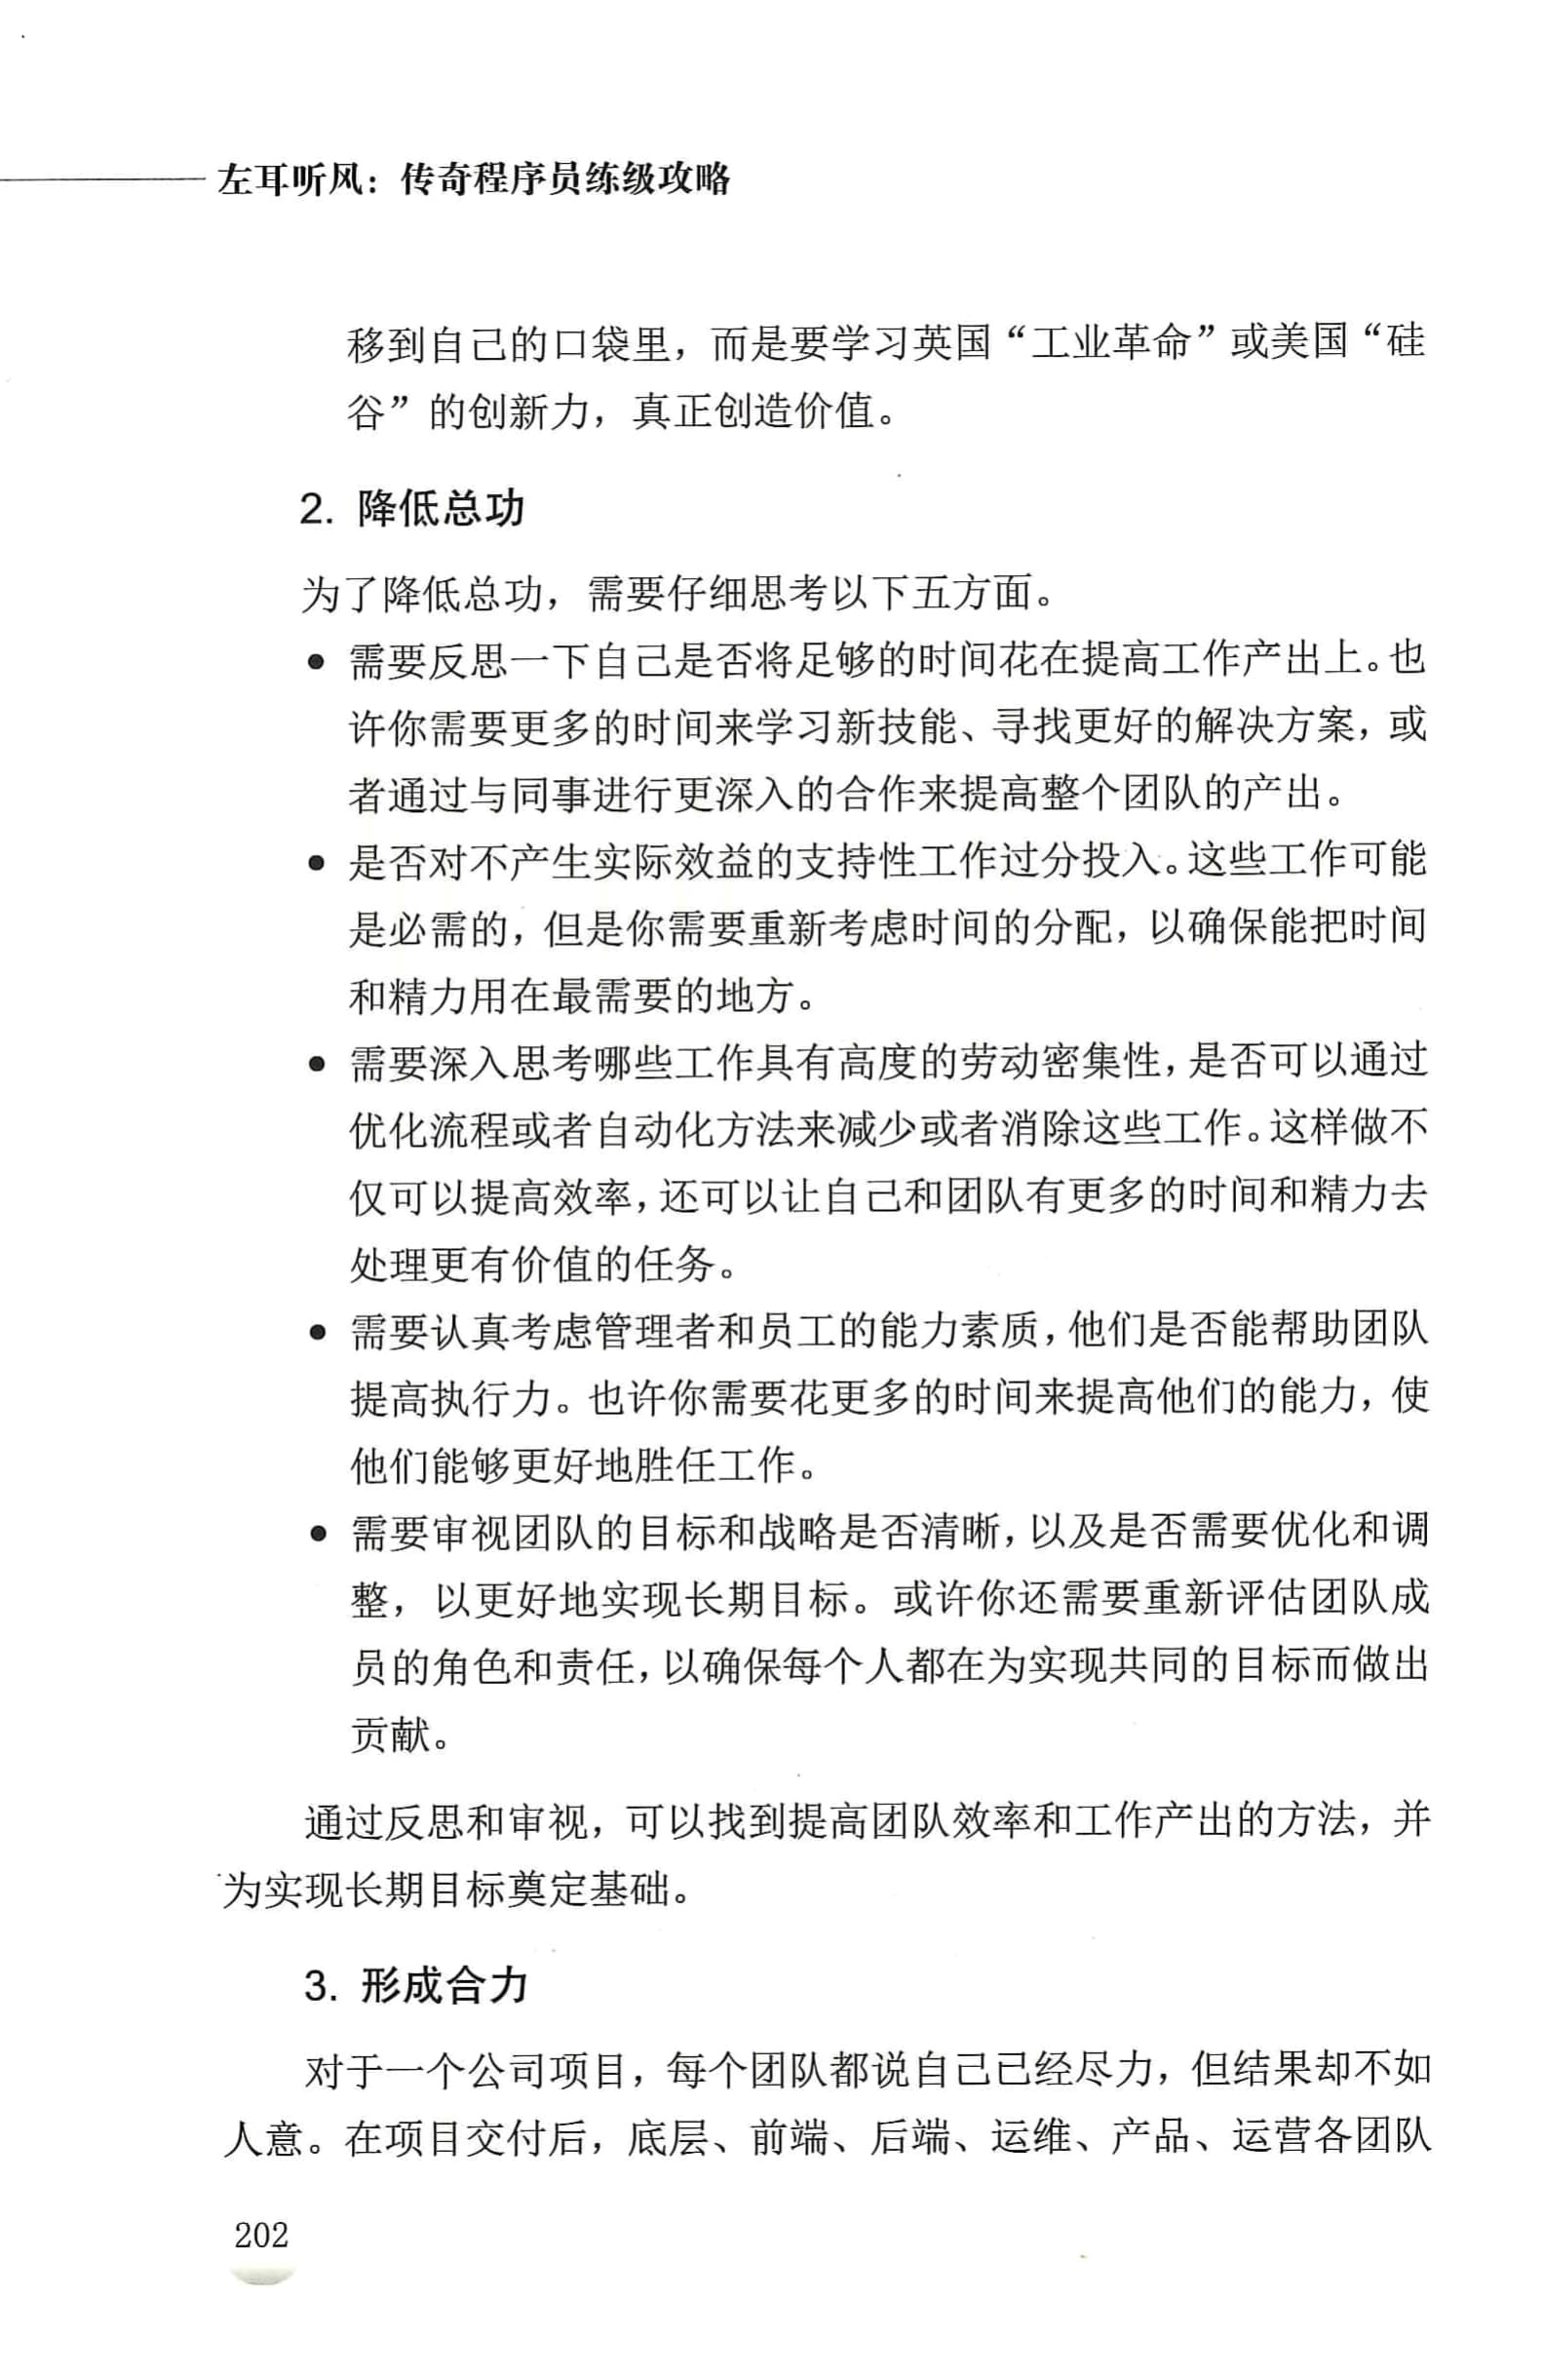 左耳听风：传奇程序员练级攻略
移到自己的口袋里，而是要学习英国“工业革命”或美国“硅
谷”的创新力，真正创造价值。
2. 降低总功
为了降低总功，需要仔细思考以下五方面。
● 需要反思一下自己是否将足够的时间花在提高工作产出上。也
许你需要更多的时间来学习新技能、寻找更好的解决方案，或
者通过与同事进行更深入的合作来提高整个团队的产出。
● 是否对不产生实际效益的支持性工作过分投入。这些工作可能
是必需的，但是你需要重新考虑时间的分配，以确保能把时间
和精力用在最需要的地方。
● 需要深入思考哪些工作具有高度的劳动密集性，是否可以通过
优化流程或者自动化方法来减少或者消除这些工作。这样做不
仅可以提高效率，还可以让自己和团队有更多的时间和精力去
处理更有价值的任务。
● 需要认真考虑管理者和员工的能力素质，他们是否能帮助团队
提高执行力。也许你需要花更多的时间来提高他们的能力，使
他们能够更好地胜任工作。
● 需要审视团队的目标和战略是否清晰，以及是否需要优化和调
整，以更好地实现长期目标。或许你还需要重新评估团队成
员的角色和责任，以确保每个人都在为实现共同的目标而做出
贡献。
通过反思和审视，可以找到提高团队效率和工作产出的方法，并
为实现长期目标奠定基础。
3. 形成合力
对于一个公司项目，每个团队都说自己已经尽力，但结果却不如
人意。在项目交付后，底层、前端、后端、运维、产品、运营各团队
202